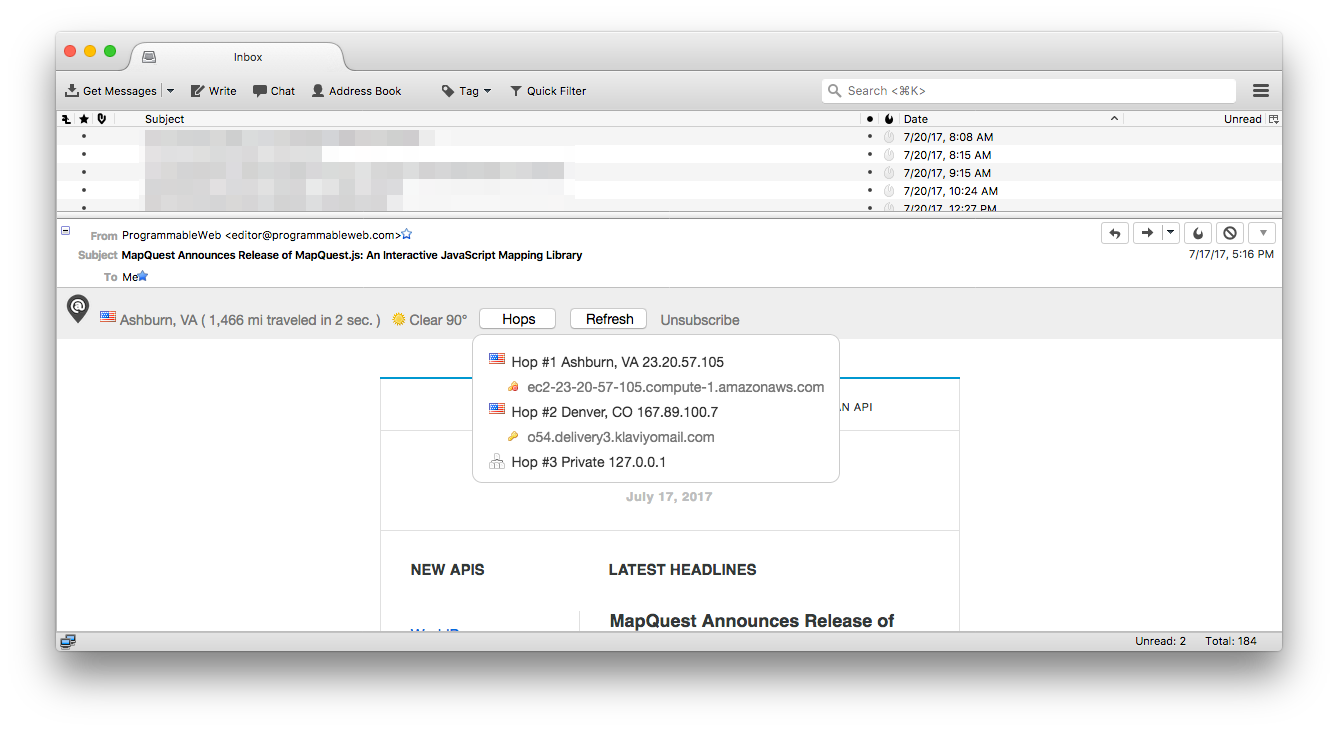 Inbox
Get Messages Write Chat Address Book Tag Quick Filter Search <⌘K>
Subject Date Unread
7/20/17, 8:08 AM
7/20/17, 8:15 AM
7/20/17, 9:15 AM
7/20/17, 10:24 AM
7/20/17, 12:27 PM
From ProgrammableWeb <editor@programmableweb.com>
Subject MapQuest Announces Release of MapQuest.js: An Interactive JavaScript Mapping Library 7/17/17, 5:16 PM
To Me
Ashburn, VA ( 1,466 mi traveled in 2 sec. ) Clear 90° Hops Refresh Unsubscribe
Hop #1 Ashburn, VA 23.20.57.105
ec2-23-20-57-105.compute-1.amazonaws.com
Hop #2 Denver, CO 167.89.100.7
AN API
o54.delivery3.klaviyomail.com
Hop #3 Private 127.0.0.1
July 17, 2017
NEW APIS LATEST HEADLINES
MapQuest Announces Release of
Unread: 2 Total: 184